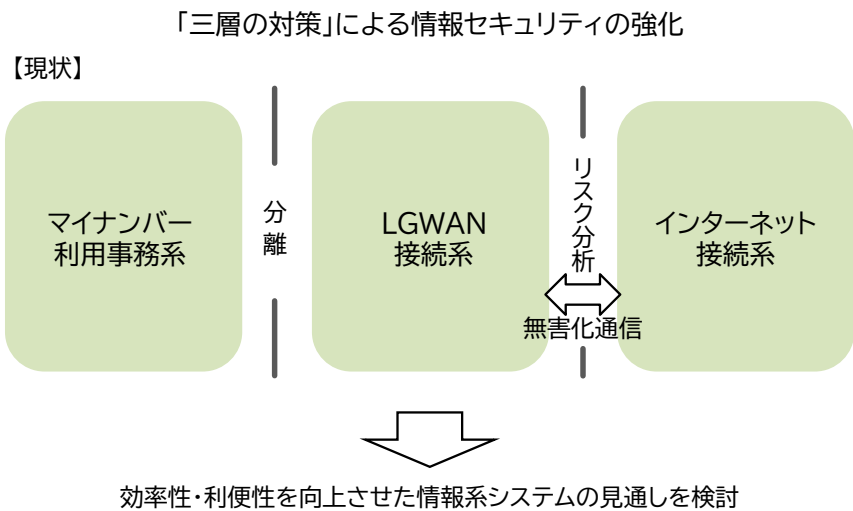 「三層の対策」による情報セキュリティの強化
【現状】
マイナンバー
利用事務系
分離
LGWAN
接続系
リスク分析
無害化通信
インターネット
接続系
効率性・利便性を向上させた情報系システムの見通しを検討